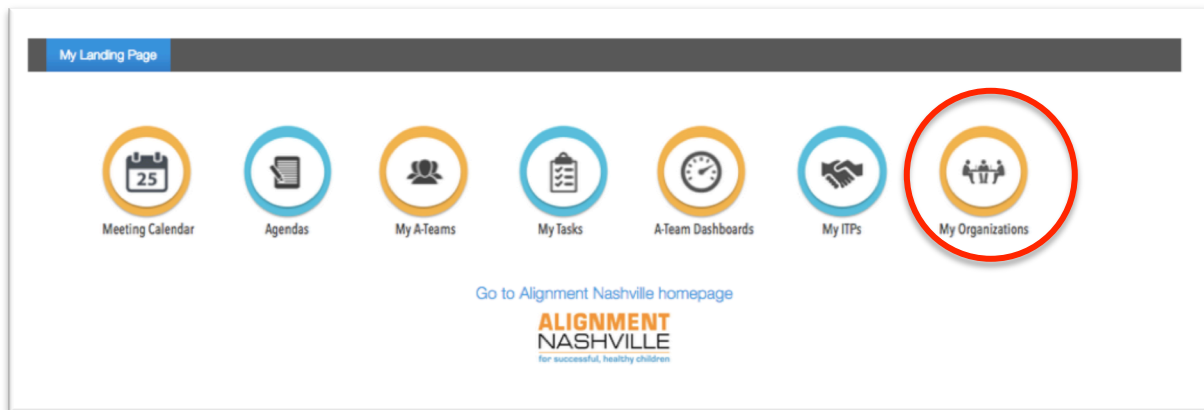 My Landing Page
25
Meeting Calendar
Agendas
My A-Teams
My Tasks
A-Team Dashboards
My ITPs
My Organizations
Go to Alignment Nashville homepage
ALIGNMENT
NASHVILLE
for successful, healthy children